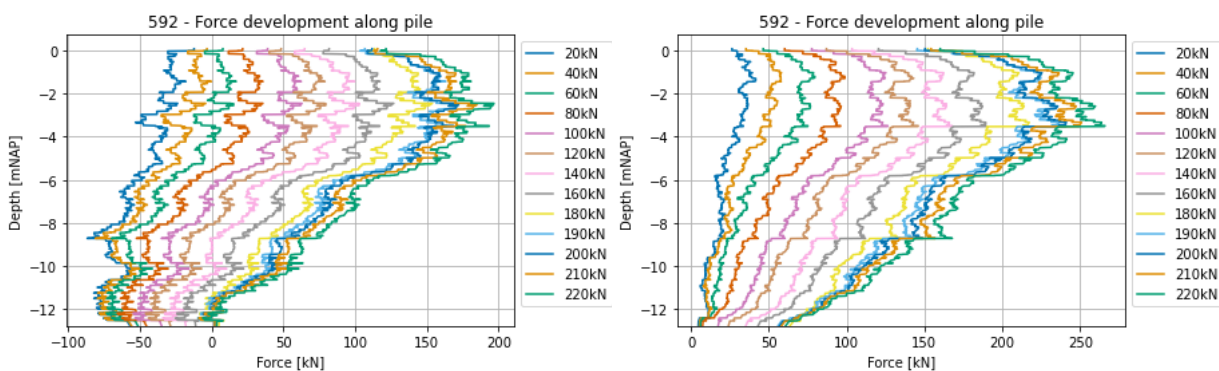 592 - Force development along pile
0
−2
−4
−6
−8
−10
−12
Depth [mNAP]
−100
−50
0
50
100
150
200
Force [kN]
20kN
40kN
60kN
80kN
100kN
120kN
140kN
160kN
180kN
190kN
200kN
210kN
220kN
592 - Force development along pile
0
−2
−4
−6
−8
−10
−12
Depth [mNAP]
0
50
100
150
200
250
Force [kN]
20kN
40kN
60kN
80kN
100kN
120kN
140kN
160kN
180kN
190kN
200kN
210kN
220kN